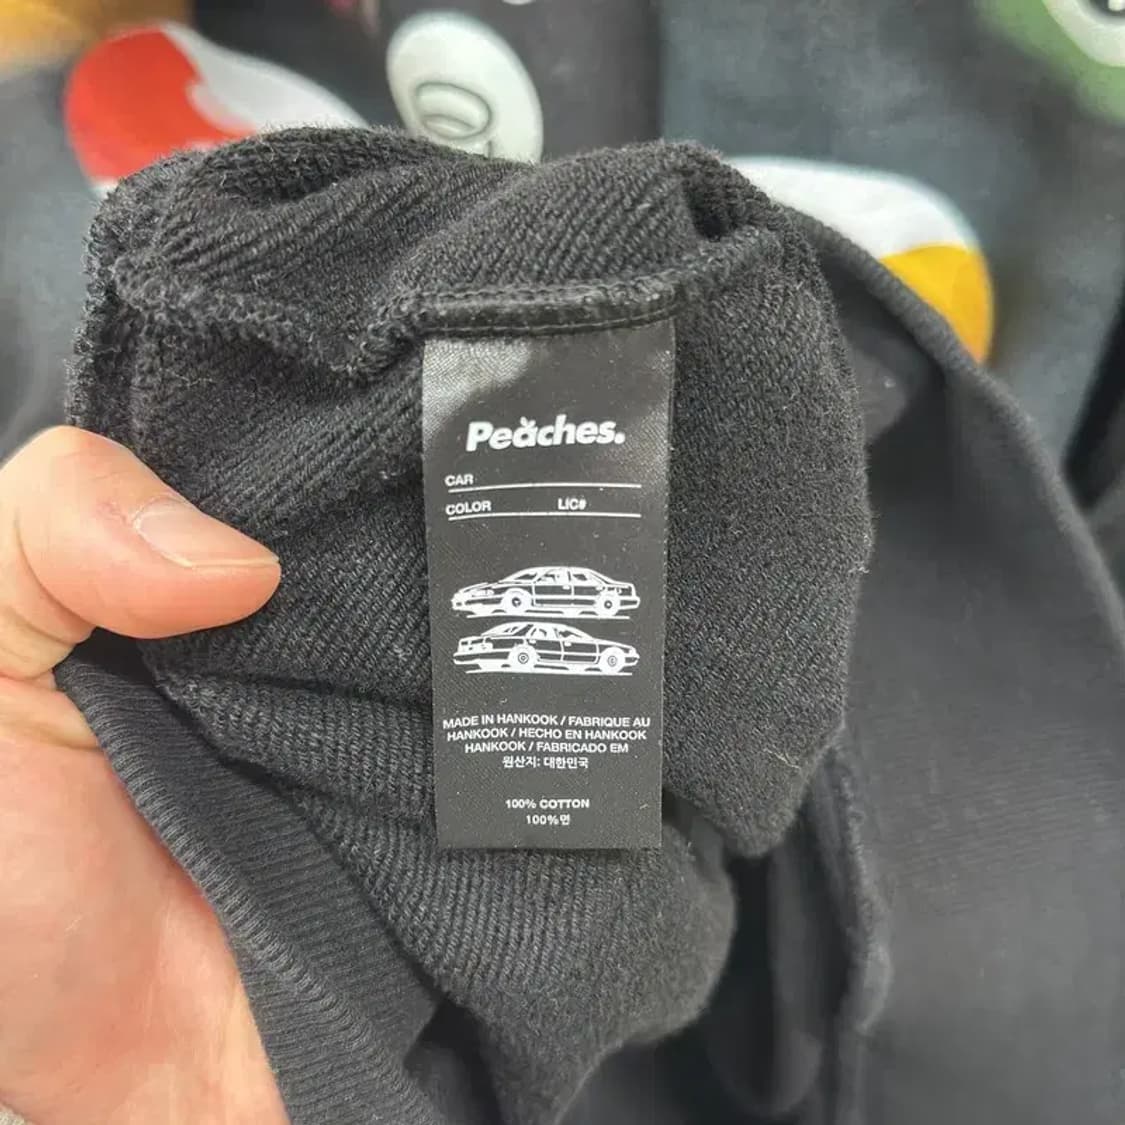 Peaches.
CAR
COLOR LIC#
MADE IN HANKOOK / FABRIQUE AU
HANKOOK / HECHO EN HANKOOK
HANKOOK / FABRICADO EM
원산지: 대한민국
100% COTTON
100%면